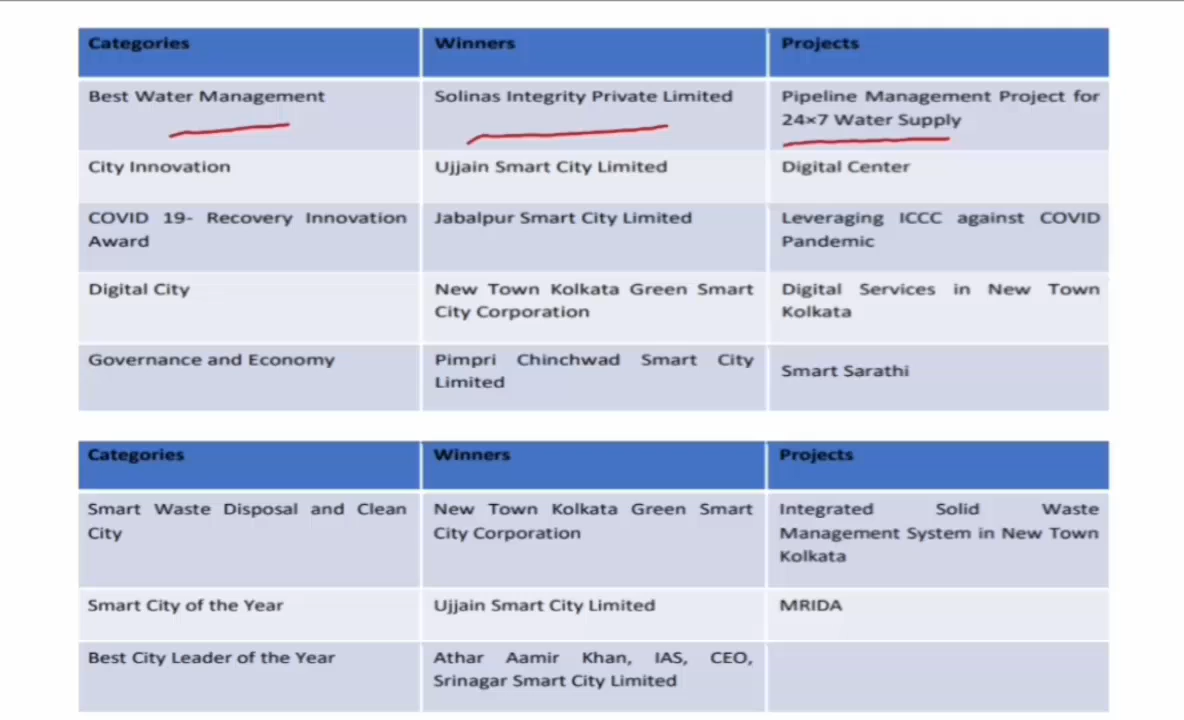 Categories Winners Projects
Best Water Management Solinas Integrity Private Limited Pipeline Management Project for
24×7 Water Supply
City Innovation Ujjain Smart City Limited Digital Center
COVID 19- Recovery Innovation Jabalpur Smart City Limited Leveraging ICCC against COVID
Award Pandemic
Digital City New Town Kolkata Green Smart Digital Services in New Town
City Corporation Kolkata
Governance and Economy Pimpri Chinchwad Smart City
Limited Smart Sarathi
Categories Winners Projects
Smart Waste Disposal and Clean New Town Kolkata Green Smart Integrated Solid Waste
City City Corporation Management System in New Town
Kolkata
Smart City of the Year Ujjain Smart City Limited MRIDA
Best City Leader of the Year Athar Aamir Khan, IAS, CEO,
Srinagar Smart City Limited